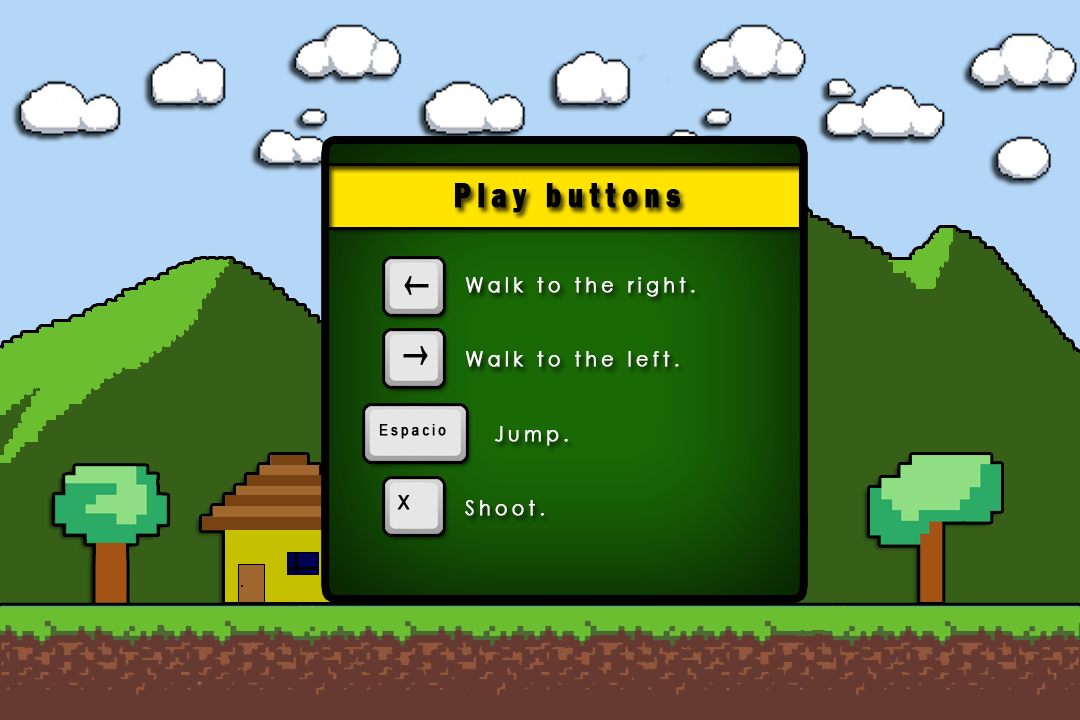 Play buttons
← Walk to the right.
→ Walk to the left.
Espacio Jump.
X Shoot.